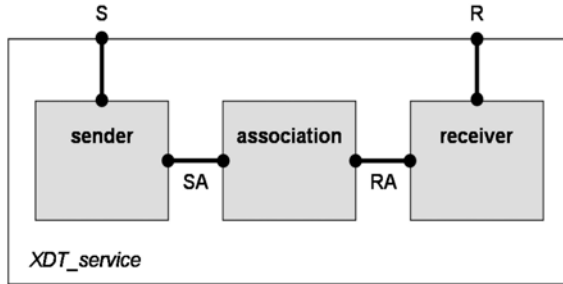 S R
sender association receiver
SA RA
XDT_service